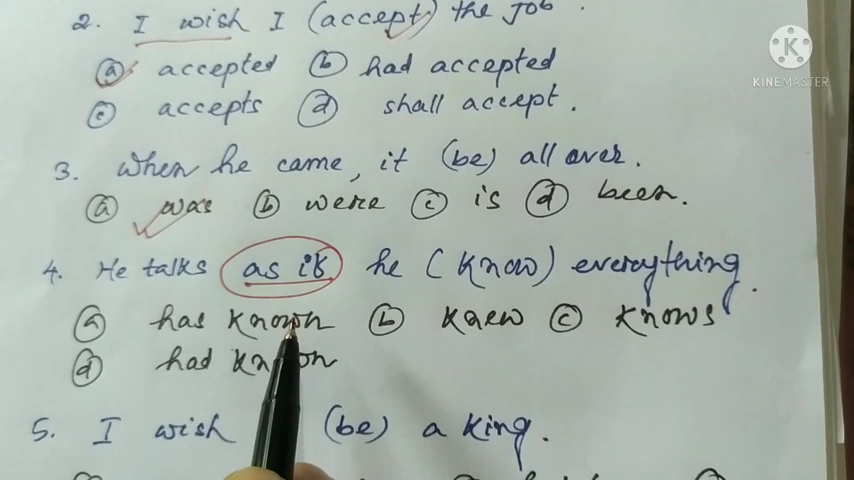 2. I wish I (accept) the job.
ⓐ accepted ⓑ had accepted
ⓒ accepts ⓓ shall accept.
3. When he came, it (be) all over.
ⓐ was ⓑ were ⓒ is ⓓ been.
4. He talks as if he (know) everything.
ⓐ has known ⓑ knew ⓒ knows
ⓓ had known
5. I wish (be) a king.
KINEMASTER